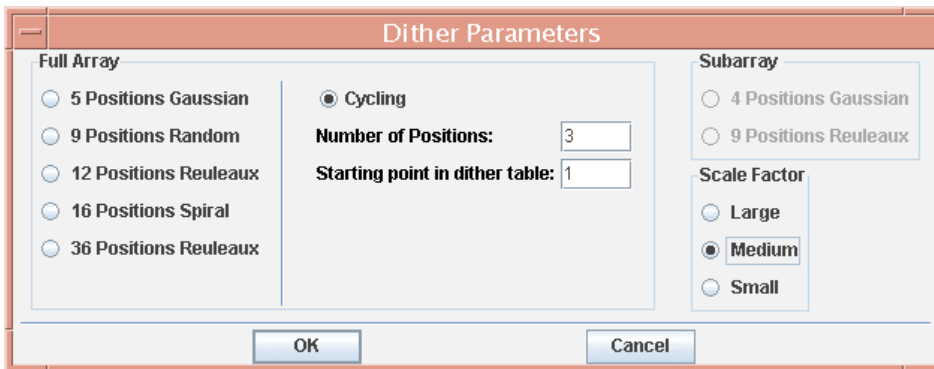 Dither Parameters
Full Array
5 Positions Gaussian
9 Positions Random
12 Positions Reuleaux
16 Positions Spiral
36 Positions Reuleaux
Cycling
Number of Positions: 3
Starting point in dither table: 1
Subarray
4 Positions Gaussian
9 Positions Reuleaux
Scale Factor
Large
Medium
Small
OK
Cancel